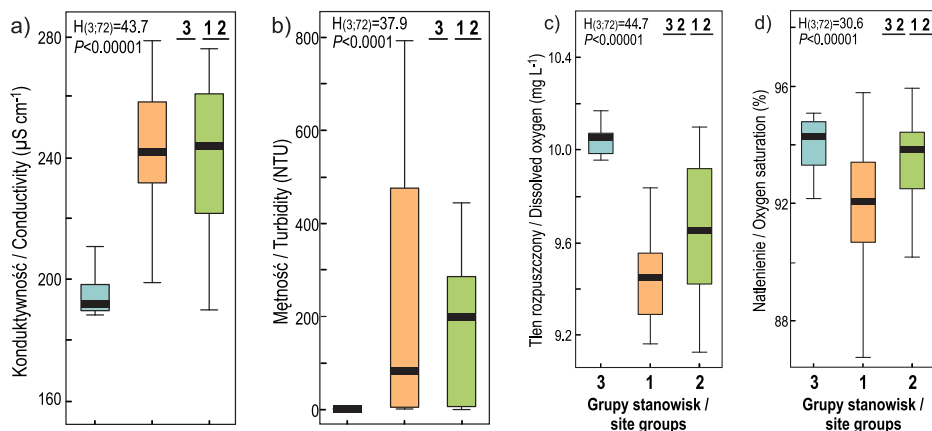 a)
H(3;72)=43.7
P<0.00001
3 1 2
280
240
200
160
Konduktywność / Conductivity (µS cm⁻¹)
b)
H(3;72)=37.9
P<0.0001
3 1 2
800
600
400
200
0
Mętność / Turbidity (NTU)
c)
H(3;72)=44.7
P<0.00001
3 2 1 2
10.4
10.0
9.6
9.2
Tlen rozpuszczony / Dissolved oxygen (mg L⁻¹)
3 1 2
Grupy stanowisk /
site groups
d)
H(3;72)=30.6
P<0.00001
3 2 1 2
96
92
88
Natlenienie / Oxygen saturation (%)
3 1 2
Grupy stanowisk /
site groups